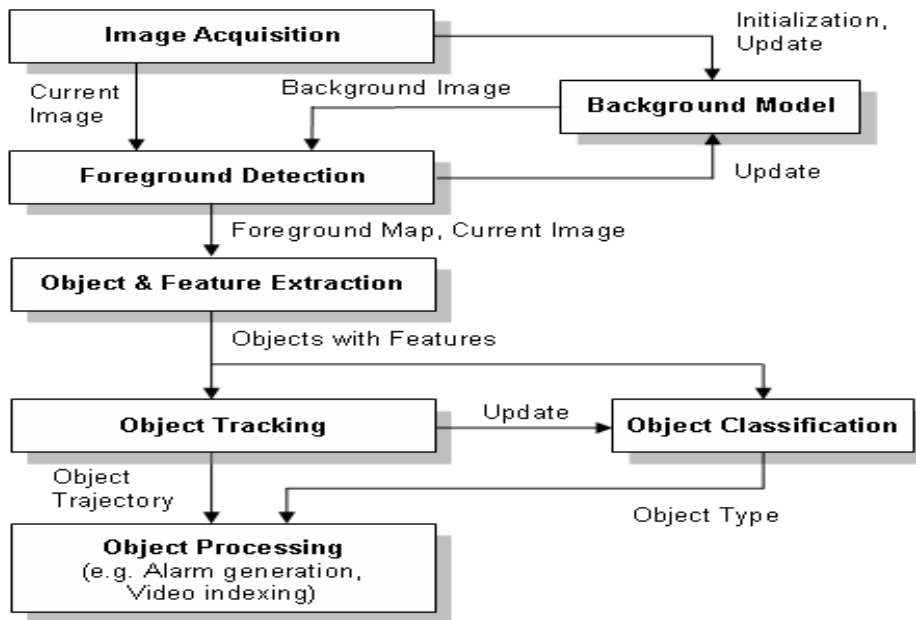 Image Acquisition
Initialization,
Update
Current
Image
Background Image
Background Model
Foreground Detection
Update
Foreground Map, Current Image
Object & Feature Extraction
Objects with Features
Object Tracking
Update
Object Classification
Object
Trajectory
Object Type
Object Processing
(e.g. Alarm generation,
Video indexing)